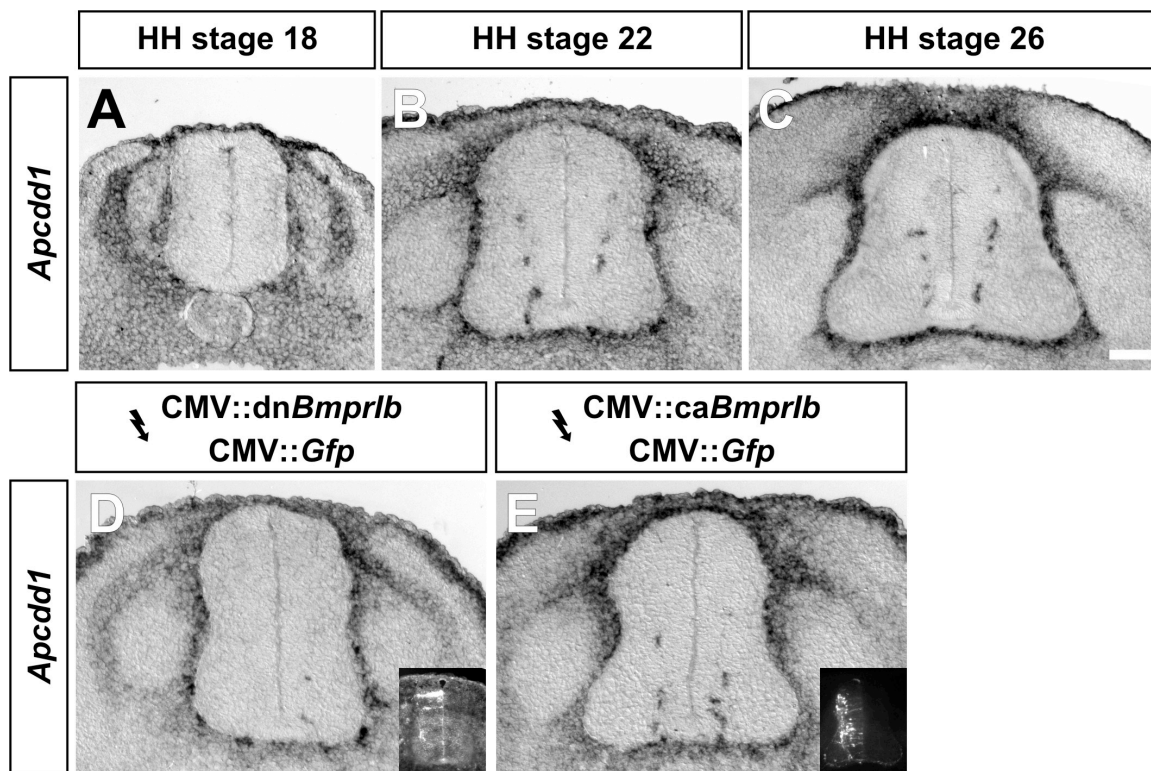 HH stage 18
HH stage 22
HH stage 26
Apcdd1
A
B
C
CMV::dnBmprIb
CMV::Gfp
CMV::caBmprIb
CMV::Gfp
Apcdd1
D
E